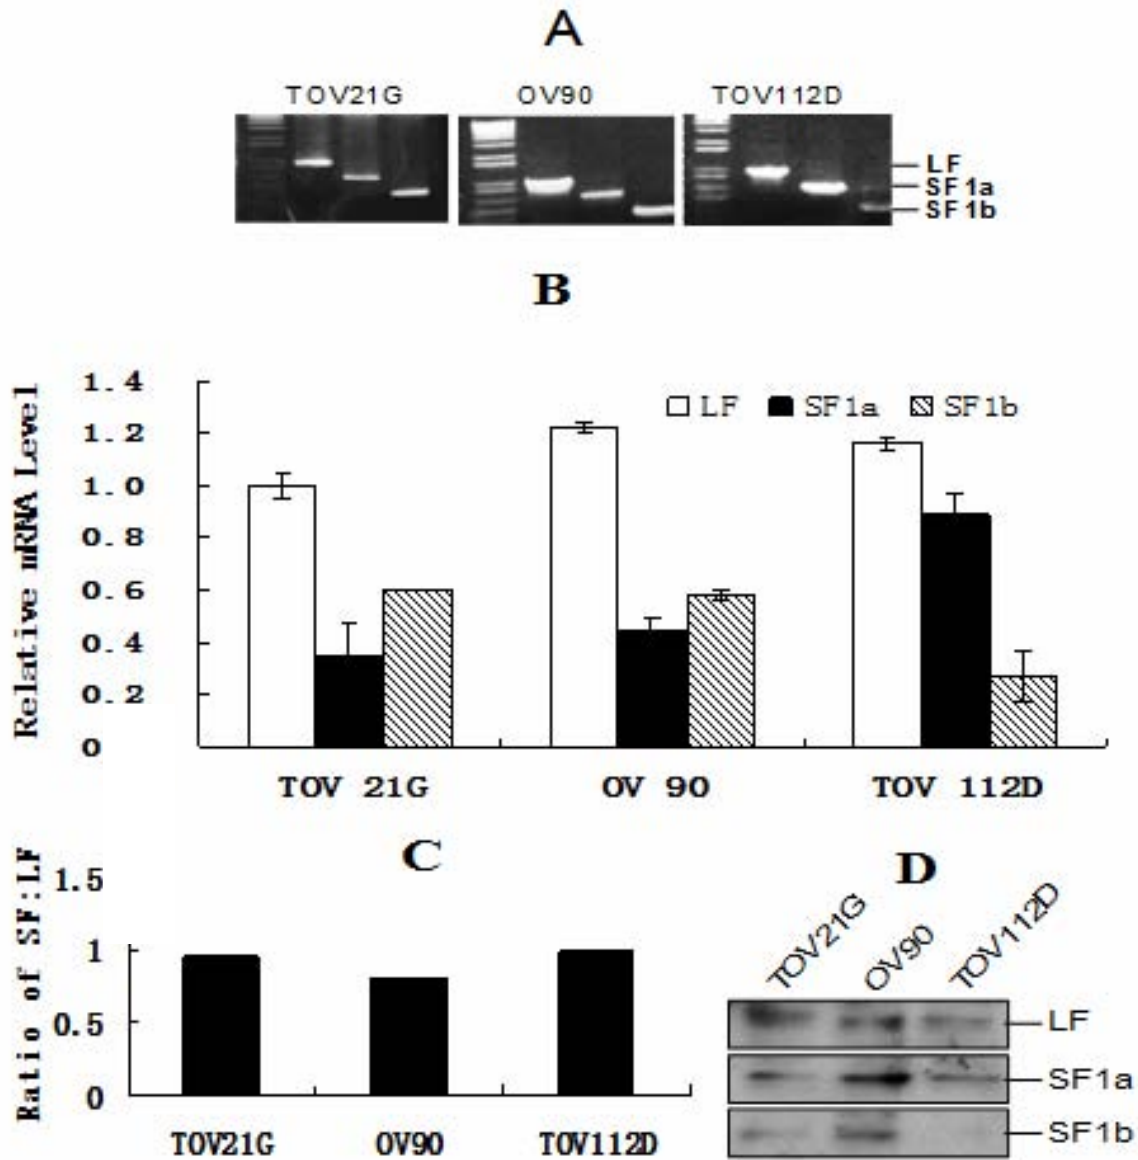 A
TOV21G OV90 TOV112D
LF
SF1a
SF1b
B
Relative mRNA Level
1.4
1.2
1.0
0.8
0.6
0.4
0.2
0
LF SF1a SF1b
TOV 21G OV 90 TOV 112D
C
Ratio of SF:LF
1.5
1
0.5
0
TOV21G OV90 TOV112D
D
TOV21G OV90 TOV112D
LF
SF1a
SF1b